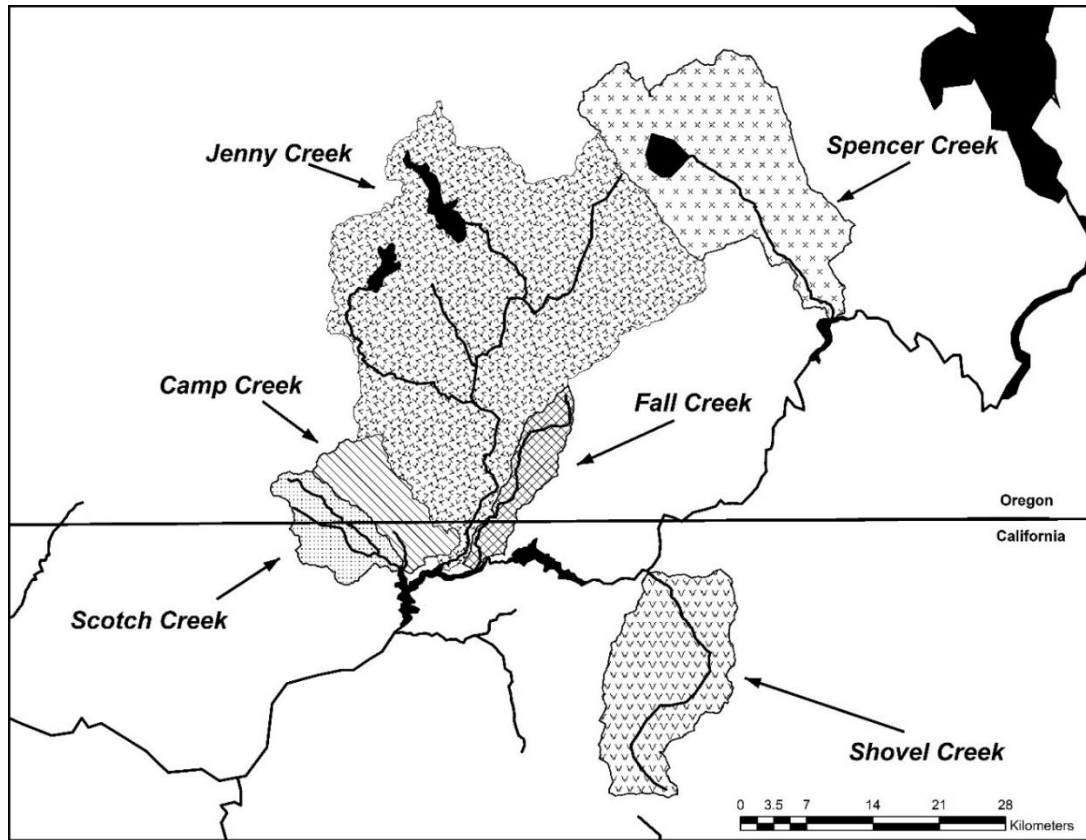 Jenny Creek
Spencer Creek
Camp Creek
Fall Creek
Oregon
California
Scotch Creek
Shovel Creek
0 3.5 7 14 21 28
Kilometers